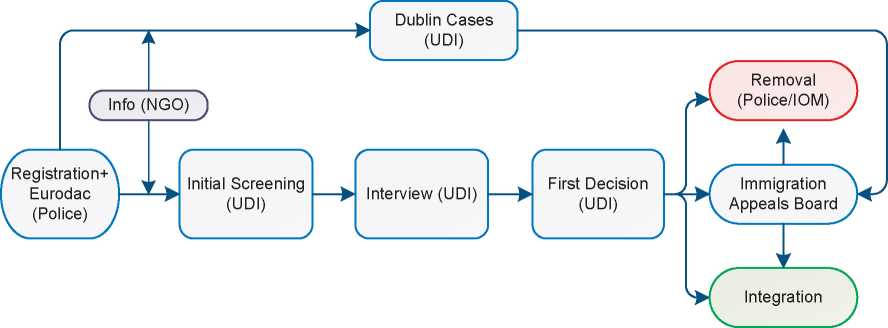 Dublin Cases
(UDI)
Info (NGO)
Removal
(Police/IOM)
Registration+
Eurodac
(Police)
Initial Screening
(UDI)
Interview (UDI)
First Decision
(UDI)
Immigration
Appeals Board
Integration